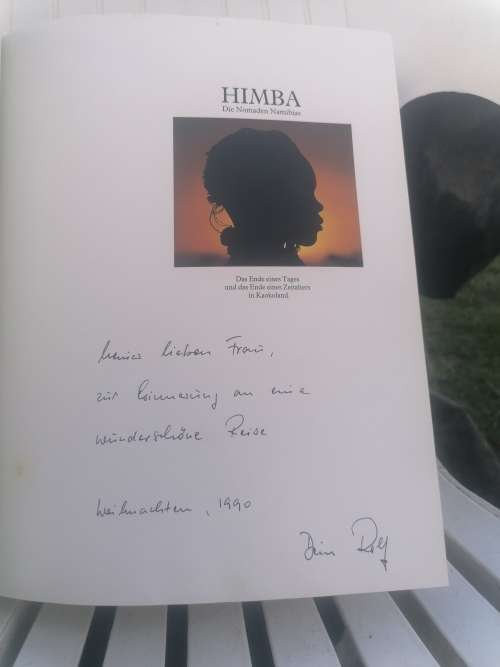 HIMBA
Die Nomaden Namibias
Das Ende eines Tages
und das Ende eines Zeitalters
in Kaokoland.
Meiner lieben Frau,
zur Erinnerung an eine
wunderschöne Reise
Weihnachten, 1990
Dein Rolf